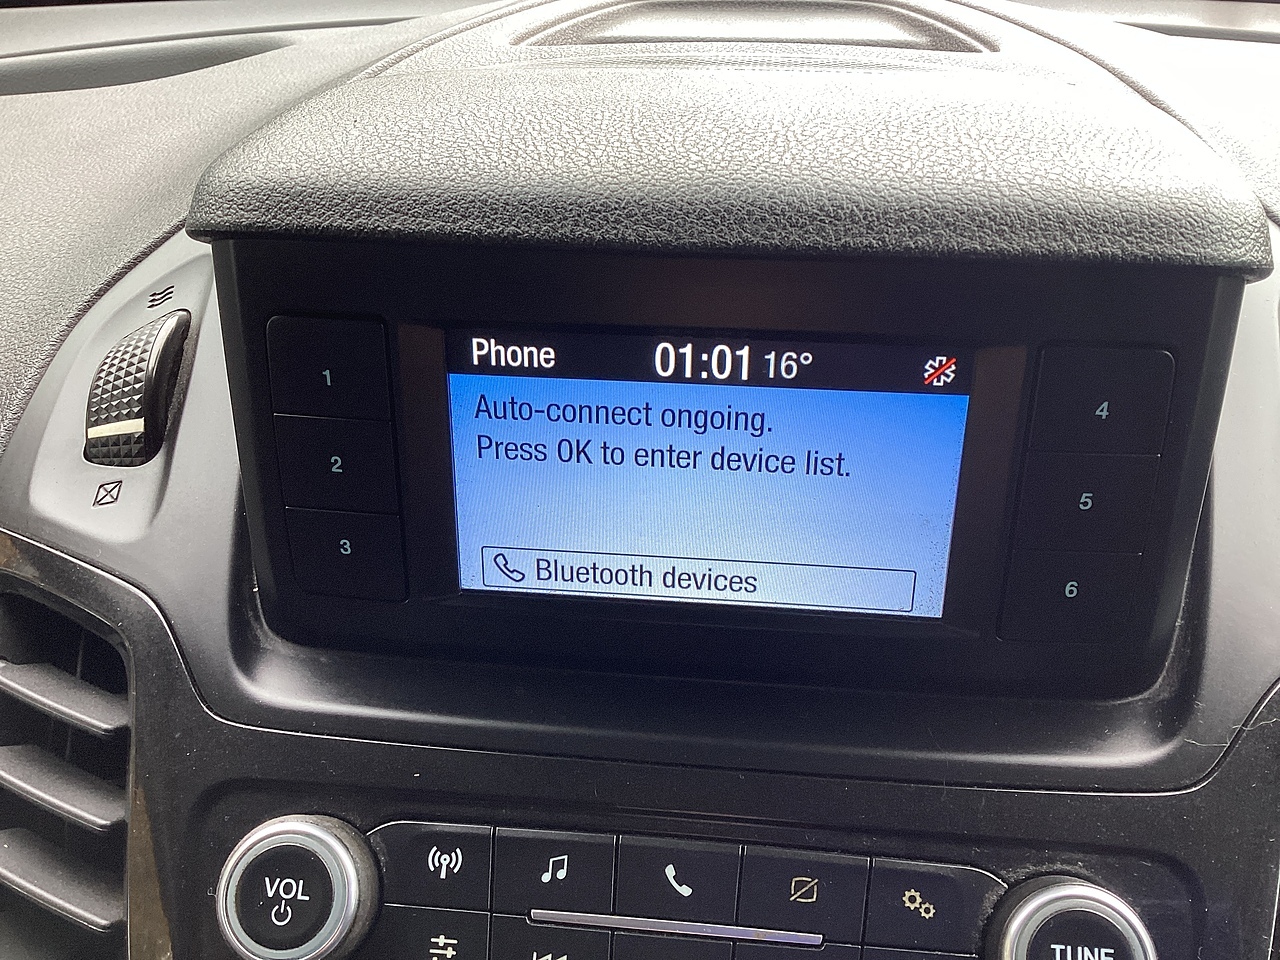 Phone 01:01 16°
Auto-connect ongoing.
Press OK to enter device list.
Bluetooth devices
1
2
3
4
5
6
VOL
TUNE